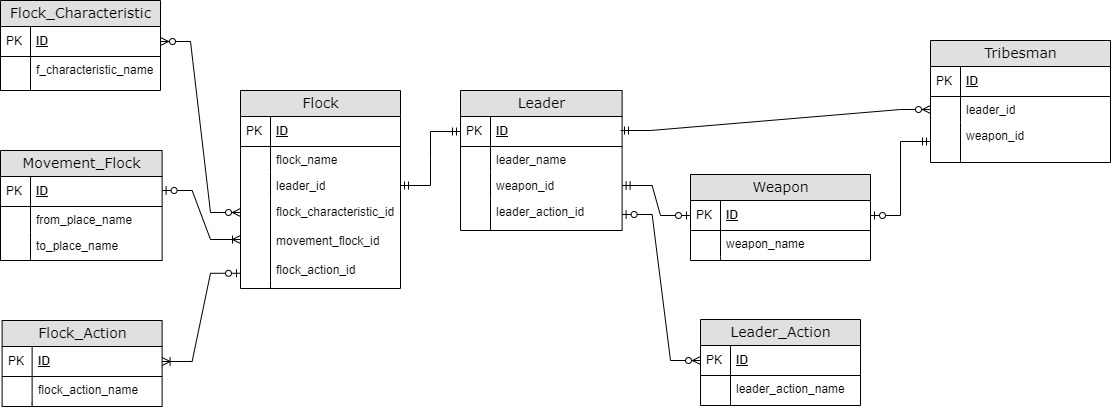 Flock_Characteristic
PK ID
f_characteristic_name
Movement_Flock
PK ID
from_place_name
to_place_name
Flock_Action
PK ID
flock_action_name
Flock
PK ID
flock_name
leader_id
flock_characteristic_id
movement_flock_id
flock_action_id
Leader
PK ID
leader_name
weapon_id
leader_action_id
Weapon
PK ID
weapon_name
Leader_Action
PK ID
leader_action_name
Tribesman
PK ID
leader_id
weapon_id